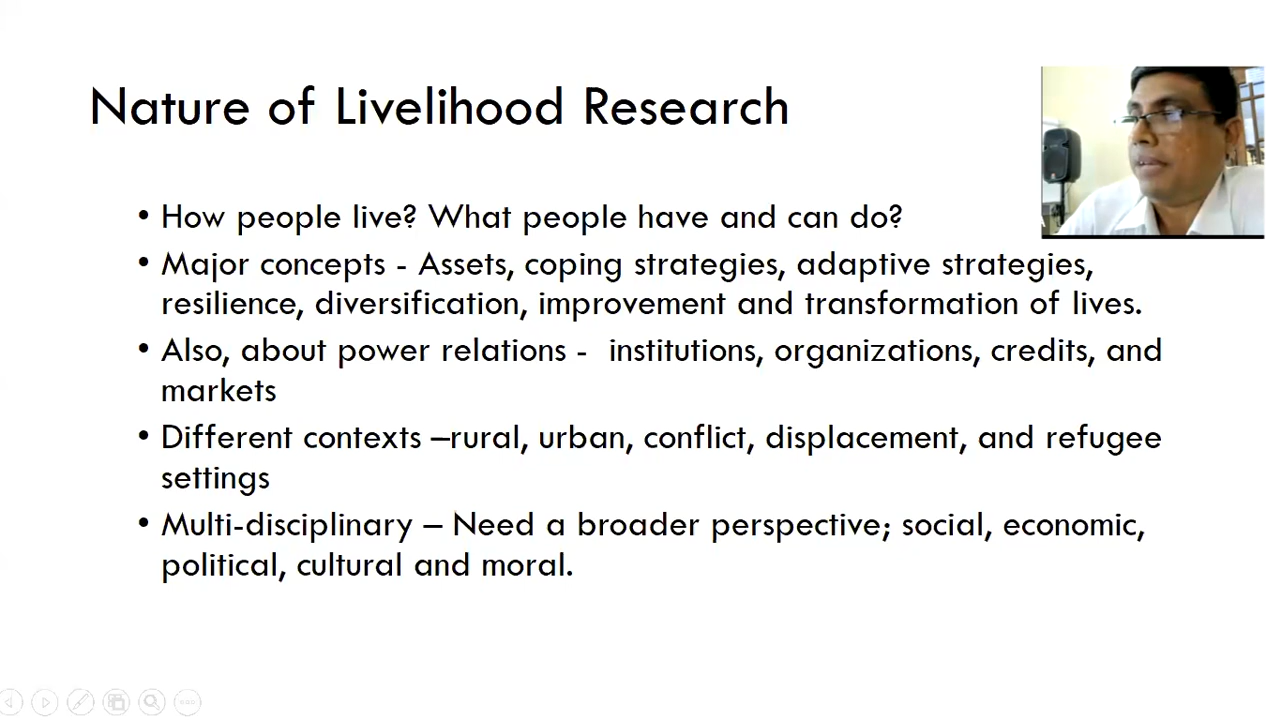 Nature of Livelihood Research
• How people live? What people have and can do?
• Major concepts - Assets, coping strategies, adaptive strategies,
resilience, diversification, improvement and transformation of lives.
• Also, about power relations - institutions, organizations, credits, and
markets
• Different contexts –rural, urban, conflict, displacement, and refugee
settings
• Multi-disciplinary – Need a broader perspective; social, economic,
political, cultural and moral.